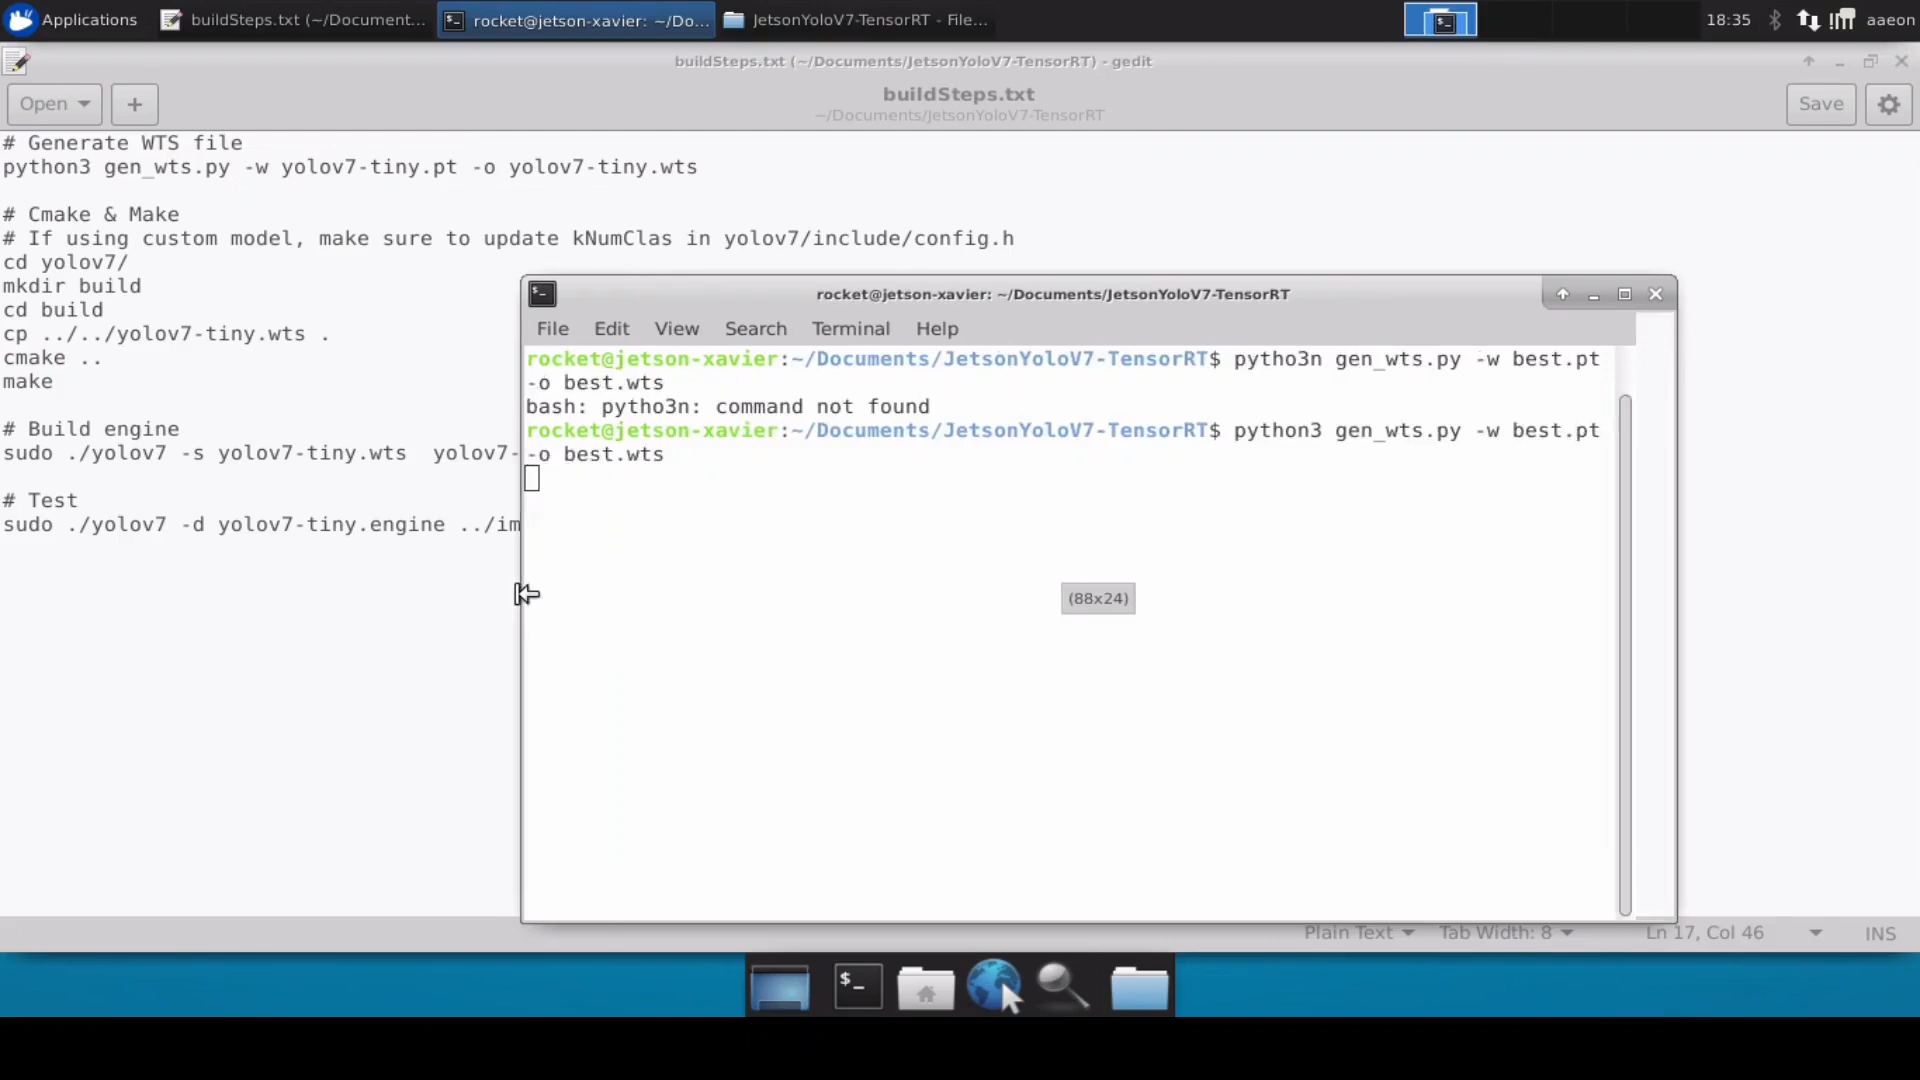 Applications
buildSteps.txt (~/Document...
rocket@jetson-xavier: ~/Do...
JetsonYoloV7-TensorRT - File...
18:35
aaeon
buildSteps.txt (~/Documents/JetsonYoloV7-TensorRT) - gedit
Open
+
buildSteps.txt
~/Documents/JetsonYoloV7-TensorRT
Save
# Generate WTS file
python3 gen_wts.py -w yolov7-tiny.pt -o yolov7-tiny.wts
# Cmake & Make
# If using custom model, make sure to update kNumClas in yolov7/include/config.h
cd yolov7/
mkdir build
cd build
cp ../../yolov7-tiny.wts .
cmake ..
make
# Build engine
sudo ./yolov7 -s yolov7-tiny.wts  yolov7-
# Test
sudo ./yolov7 -d yolov7-tiny.engine ../im
rocket@jetson-xavier: ~/Documents/JetsonYoloV7-TensorRT
File Edit View Search Terminal Help
rocket@jetson-xavier:~/Documents/JetsonYoloV7-TensorRT$ pytho3n gen_wts.py -w best.pt
-o best.wts
bash: pytho3n: command not found
rocket@jetson-xavier:~/Documents/JetsonYoloV7-TensorRT$ python3 gen_wts.py -w best.pt
-o best.wts
(88x24)
Plain Text Tab Width: 8 Ln 17, Col 46 INS
$_